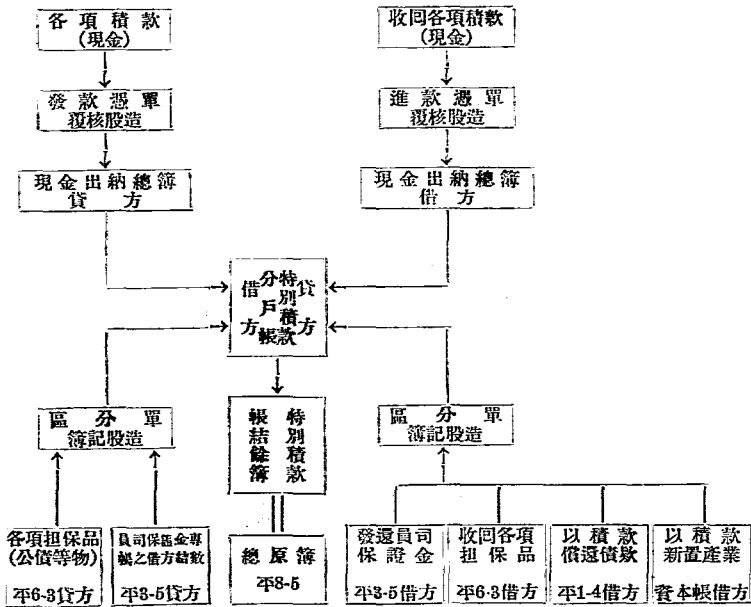 各項積款
(現金)
收回各項積款
(現金)
發款憑單
覆核股造
進款憑單
覆核股造
現金出納總簿
貸方
現金出納總簿
借方
借方
特別積款
分戶帳
貸方
區分單
簿記股造
特別積款
帳結餘簿
區分單
簿記股造
各項担保品
(公債等物)
平6-3貸方
員司保證金專
帳之借方結數
平3-5貸方
總原簿
平8-5
發還員司
保證金
平3-5借方
收回各項
担保品
平6-3借方
以積款
償還債欵
平1-4借方
以積款
新置產業
資本帳借方